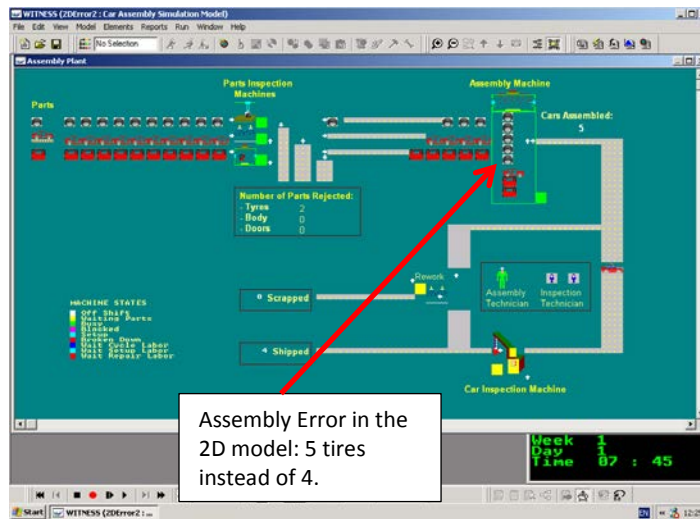 WITNESS (2DError2 : Car Assembly Simulation Model)
File Edit View Model Elements Reports Run Window Help
No Selection
Assembly Plant
Parts Inspection
Machines
Assembly Machine
Parts
Cars Assembled:
5
Number of Parts Rejected:
- Tyres 2
- Body 0
- Doors 0
Rework
Assembly
Technician
Inspection
Technician
MACHINE STATES
Off Shift
Waiting Parts
Busy
Blocked
Setup
Broken Down
Wait Cycle Labor
Wait Setup Labor
Wait Repair Labor
0 Scrapped
4 Shipped
Car Inspection Machine
Assembly Error in the
2D model: 5 tires
instead of 4.
Week 1
Day 1
Time 07 : 45
Start
WITNESS (2DError2 : ...
EN